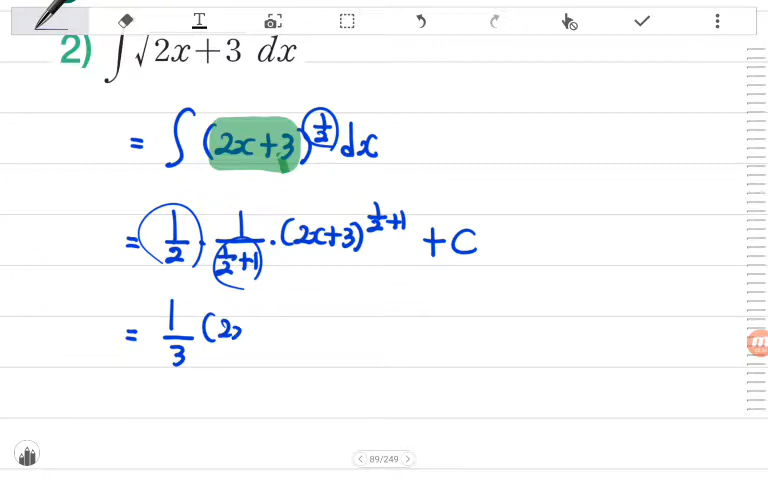 2) ∫√2x+3 dx
= ∫(2x+3)^(1/2) dx
= 1/2 · 1/(1/2+1) · (2x+3)^(1/2+1) + C
= 1/3 (2x
89/249